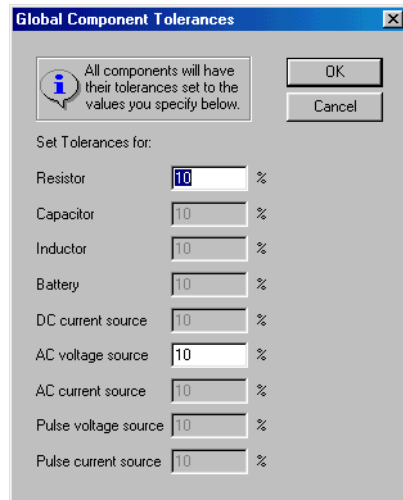 Global Component Tolerances
All components will have
their tolerances set to the
values you specify below.
OK
Cancel
Set Tolerances for:
Resistor 10 %
Capacitor 10 %
Inductor 10 %
Battery 10 %
DC current source 10 %
AC voltage source 10 %
AC current source 10 %
Pulse voltage source 10 %
Pulse current source 10 %